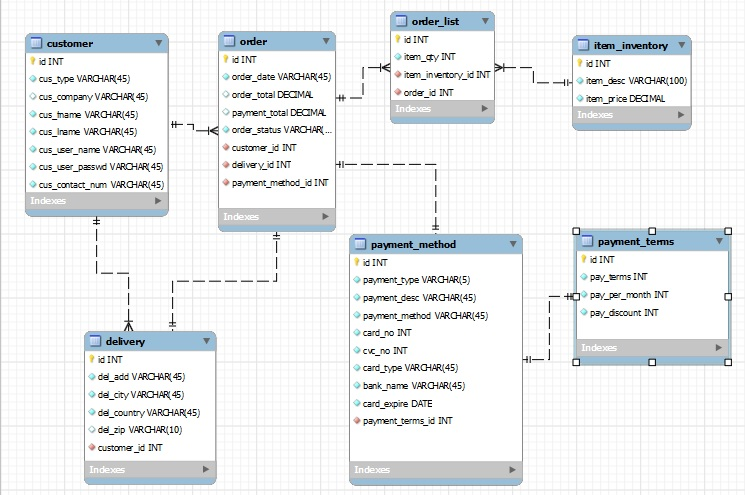 customer
id INT
cus_type VARCHAR(45)
cus_company VARCHAR(45)
cus_fname VARCHAR(45)
cus_lname VARCHAR(45)
cus_user_name VARCHAR(45)
cus_user_passwd VARCHAR(45)
cus_contact_num VARCHAR(45)
Indexes
order
id INT
order_date VARCHAR(45)
order_total DECIMAL
payment_total DECIMAL
order_status VARCHAR(...
customer_id INT
delivery_id INT
payment_method_id INT
Indexes
order_list
id INT
item_qty INT
item_inventory_id INT
order_id INT
Indexes
item_inventory
id INT
item_desc VARCHAR(100)
item_price DECIMAL
Indexes
delivery
id INT
del_add VARCHAR(45)
del_city VARCHAR(45)
del_country VARCHAR(45)
del_zip VARCHAR(10)
customer_id INT
Indexes
payment_method
id INT
payment_type VARCHAR(5)
payment_desc VARCHAR(45)
payment_method VARCHAR(45)
card_no INT
cvc_no INT
card_type VARCHAR(45)
bank_name VARCHAR(45)
card_expire DATE
payment_terms_id INT
Indexes
payment_terms
id INT
pay_terms INT
pay_per_month INT
pay_discount INT
Indexes